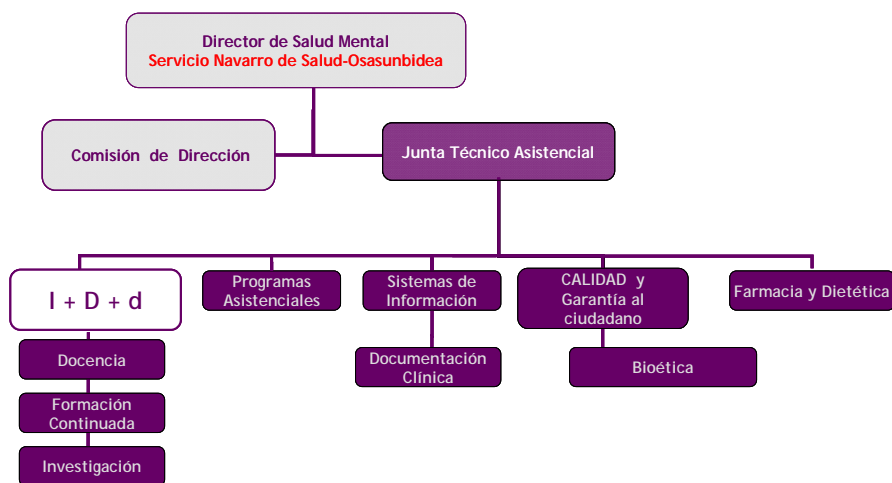 Director de Salud Mental
Servicio Navarro de Salud-Osasunbidea
Comisión de Dirección
Junta Técnico Asistencial
I + D + d
Programas
Asistenciales
Sistemas de
Información
CALIDAD y
Garantía al
ciudadano
Farmacia y Dietética
Docencia
Documentación
Clínica
Bioética
Formación
Continuada
Investigación